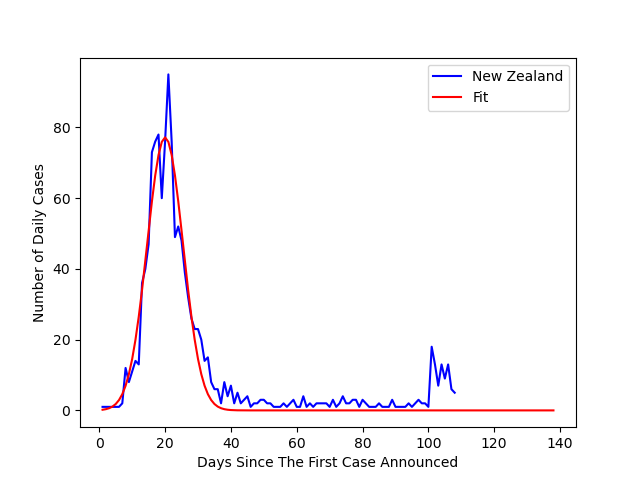 New Zealand
Fit
Number of Daily Cases
80
60
40
20
0
0 20 40 60 80 100 120 140
Days Since The First Case Announced